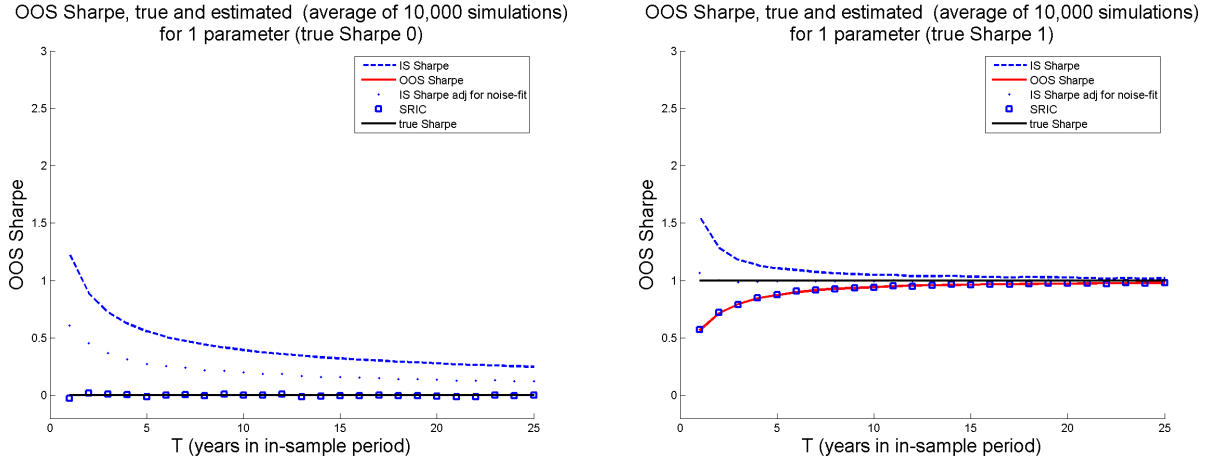 OOS Sharpe, true and estimated (average of 10,000 simulations)
for 1 parameter (true Sharpe 0)
3
2.5
2
1.5
1
0.5
0
OOS Sharpe
IS Sharpe
OOS Sharpe
IS Sharpe adj for noise-fit
SRIC
true Sharpe
0
5
10
15
20
25
T (years in in-sample period)
OOS Sharpe, true and estimated (average of 10,000 simulations)
for 1 parameter (true Sharpe 1)
3
2.5
2
1.5
1
0.5
0
OOS Sharpe
IS Sharpe
OOS Sharpe
IS Sharpe adj for noise-fit
SRIC
true Sharpe
0
5
10
15
20
25
T (years in in-sample period)